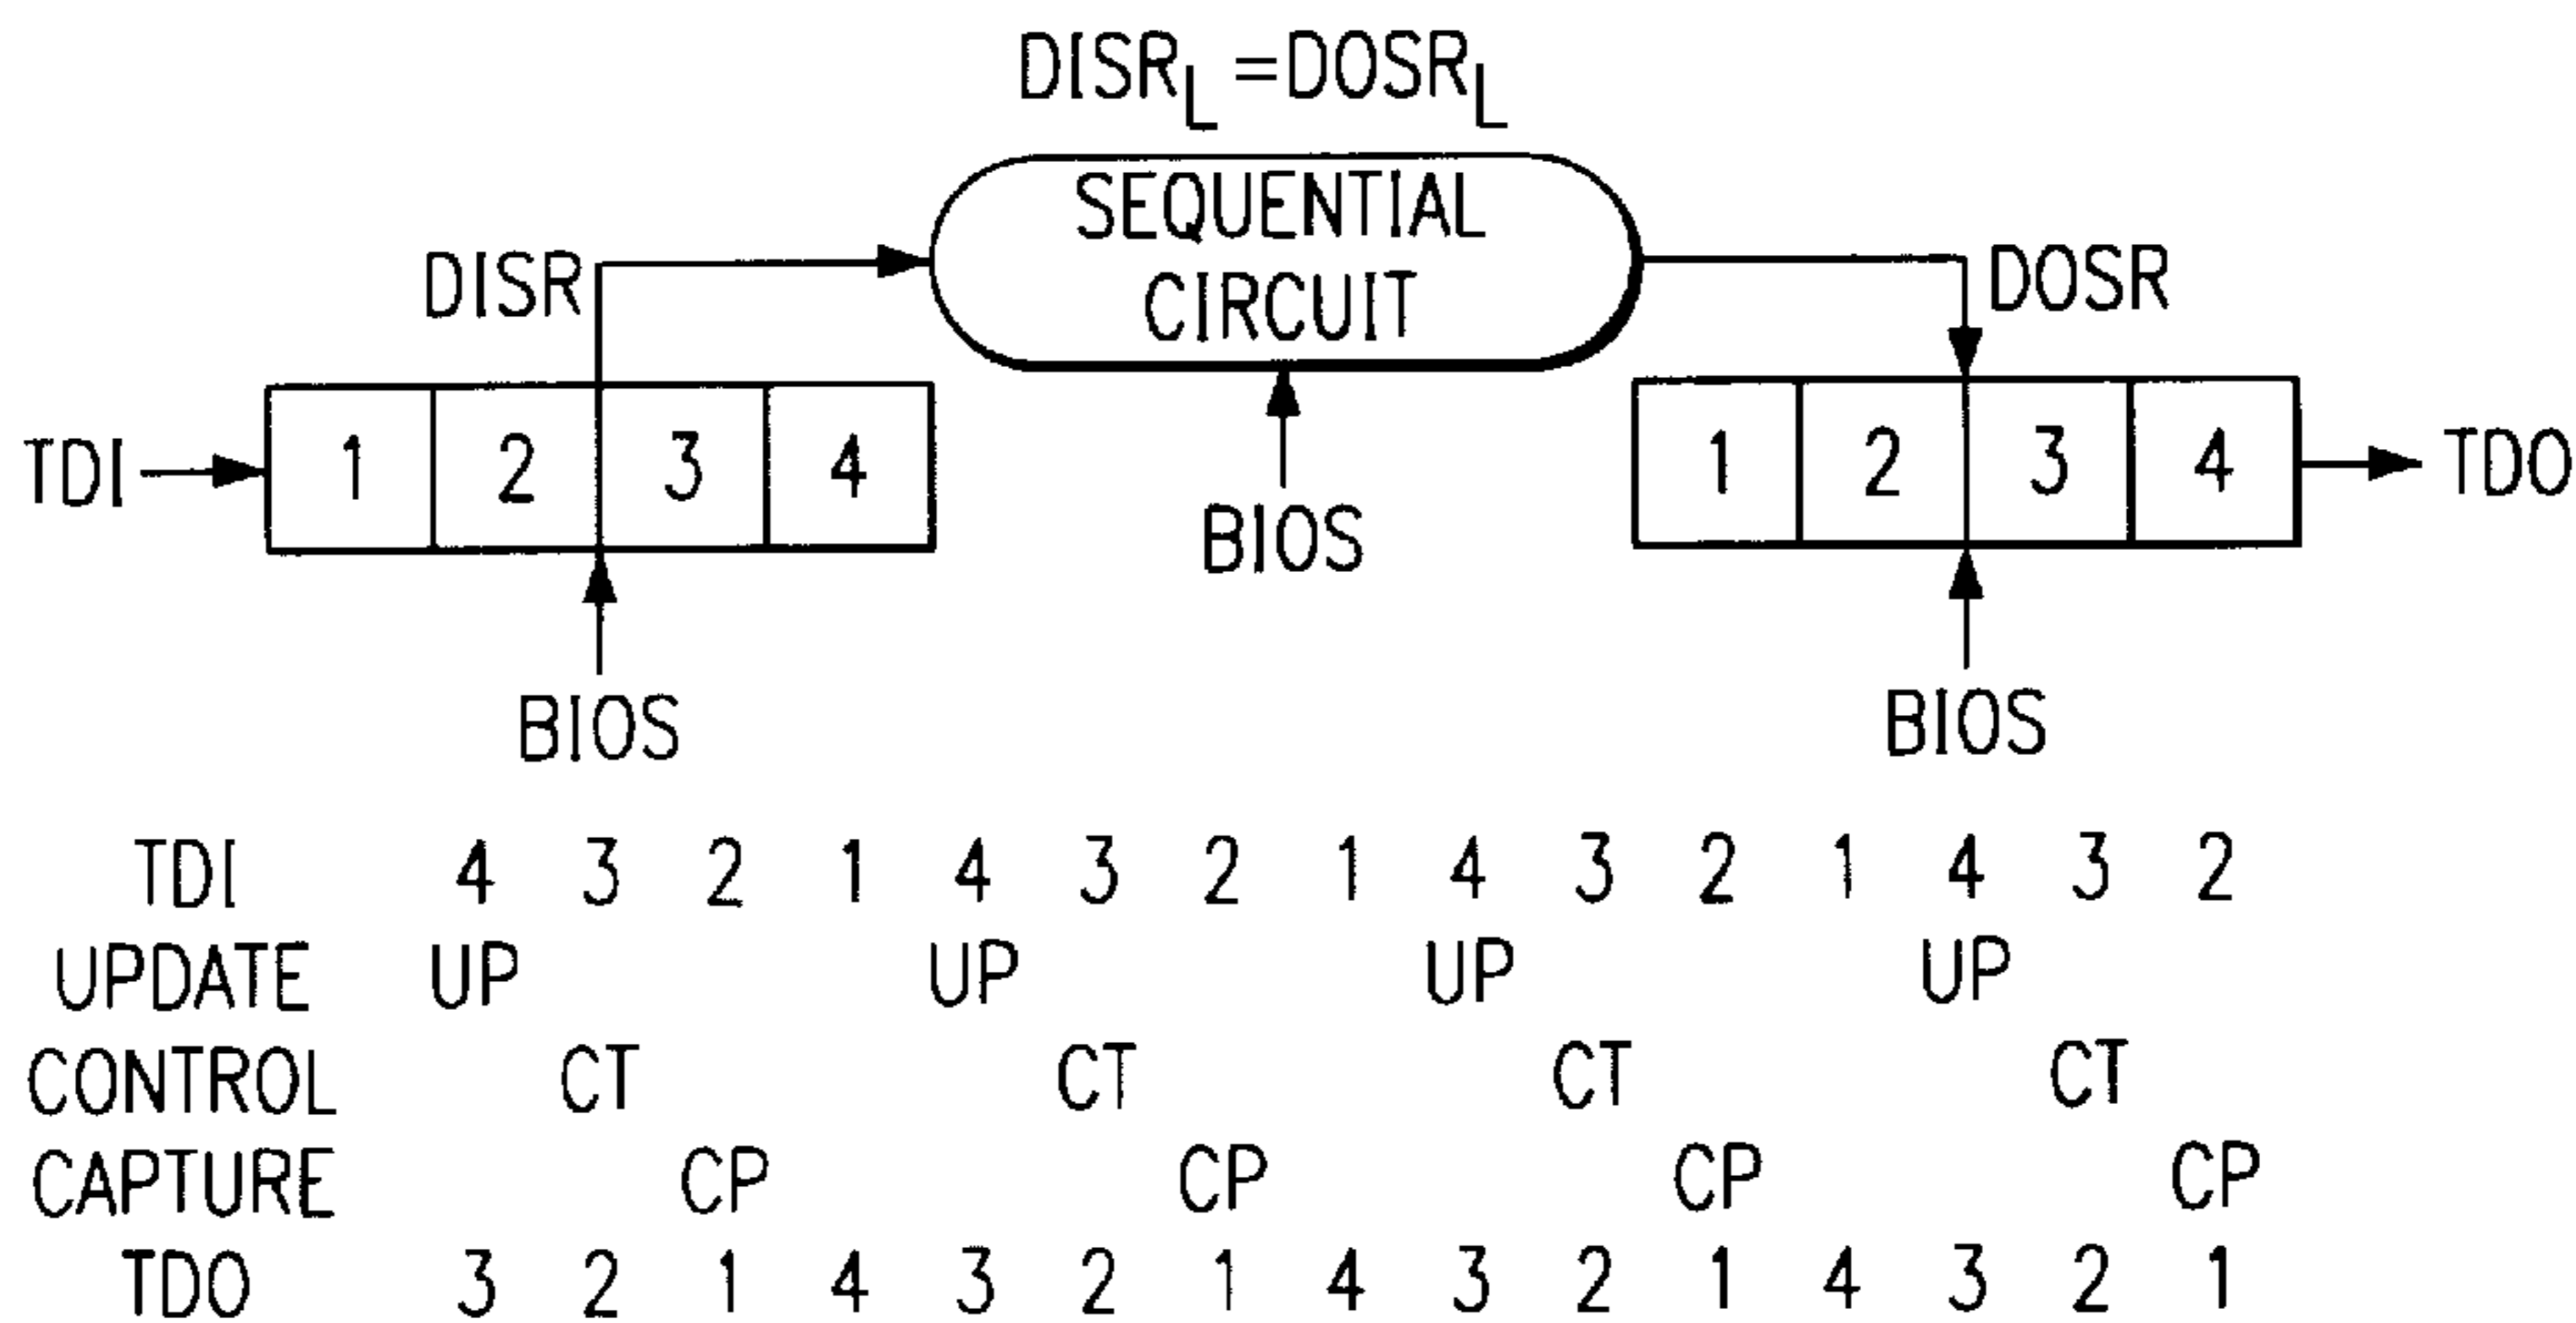 DISRL=DOSRL
SEQUENTIAL
CIRCUIT
DISR
DOSR
TDI
1 2 3 4
1 2 3 4
TDO
BIOS
BIOS
BIOS
TDI 4 3 2 1 4 3 2 1 4 3 2 1 4 3 2
UPDATE UP UP UP UP
CONTROL CT CT CT CT
CAPTURE CP CP CP CP
TDO 3 2 1 4 3 2 1 4 3 2 1 4 3 2 1